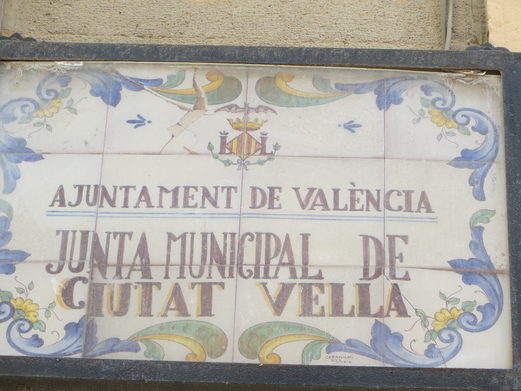 L L
AJUNTAMENT DE VALÈNCIA
JUNTA MUNICIPAL DE
CIUTAT VELLA